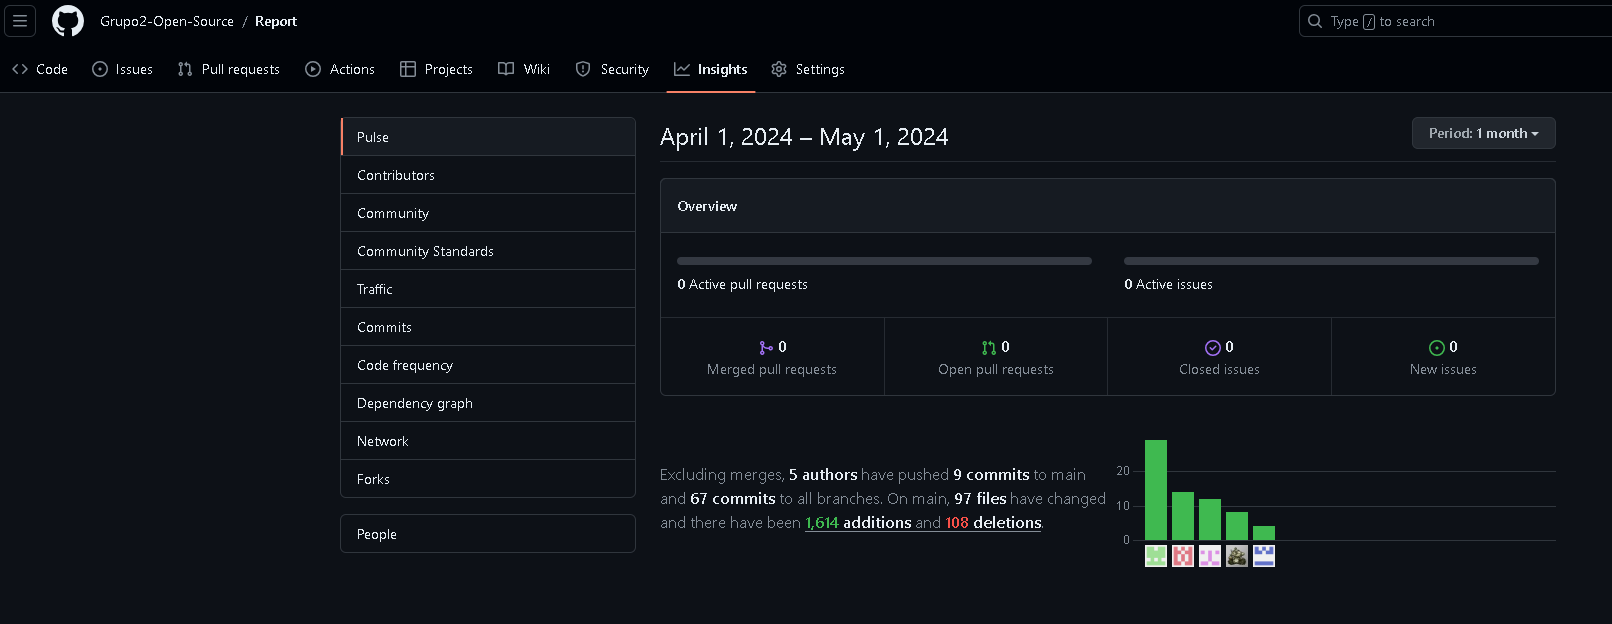 Grupo2-Open-Source / Report
Type / to search
Code Issues Pull requests Actions Projects Wiki Security Insights Settings
Pulse
Contributors
Community
Community Standards
Traffic
Commits
Code frequency
Dependency graph
Network
Forks
People
April 1, 2024 – May 1, 2024
Period: 1 month
Overview
0 Active pull requests
0 Active issues
0
Merged pull requests
0
Open pull requests
0
Closed issues
0
New issues
Excluding merges, 5 authors have pushed 9 commits to main
and 67 commits to all branches. On main, 97 files have changed
and there have been 1,614 additions and 108 deletions.
20
10
0